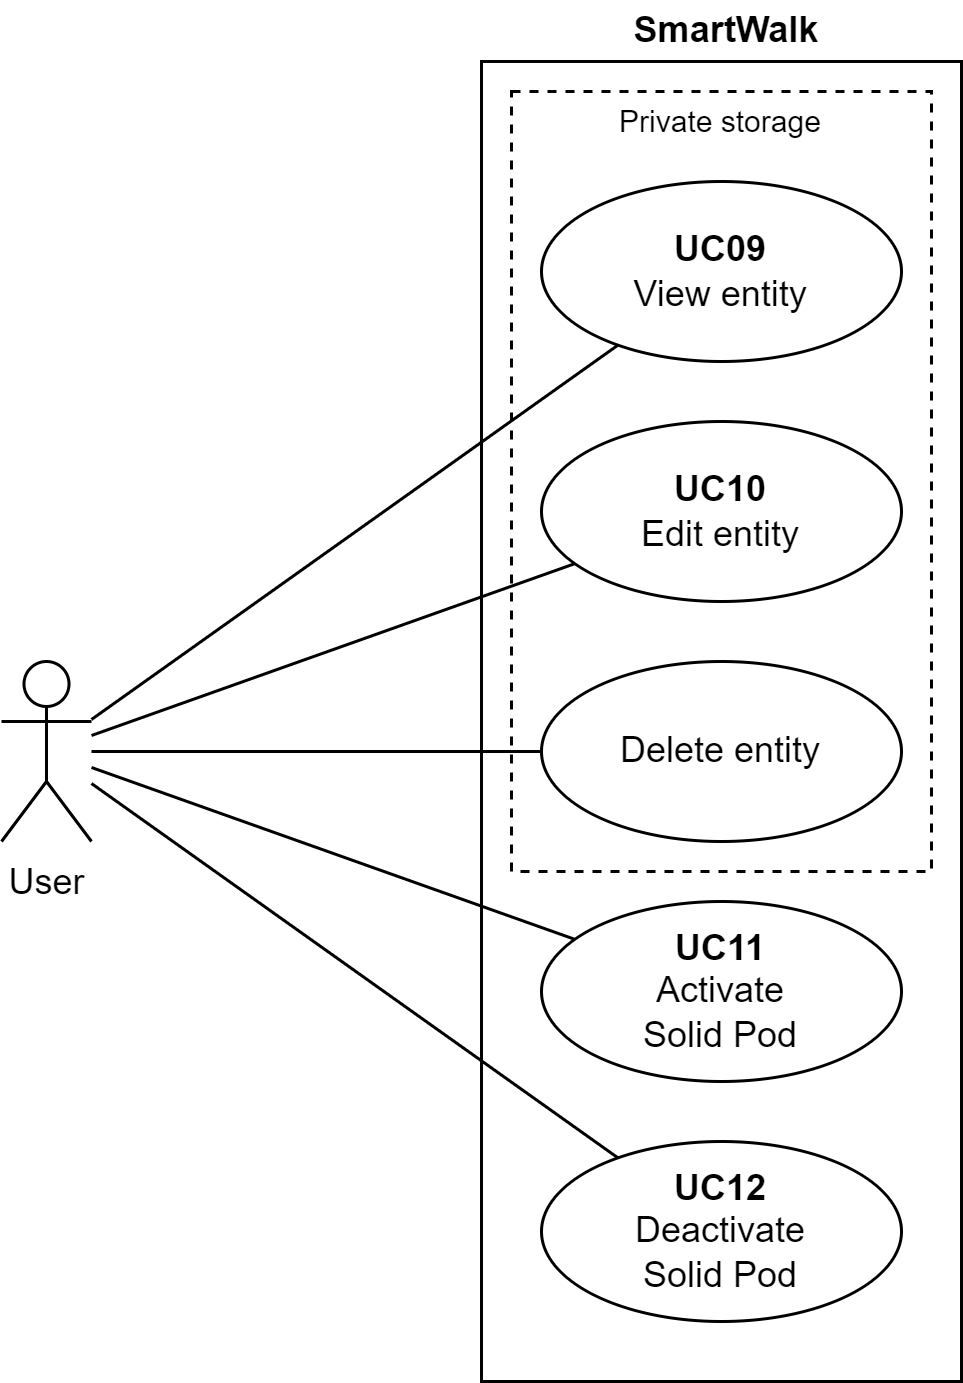 SmartWalk
Private storage
UC09
View entity
UC10
Edit entity
Delete entity
User
UC11
Activate
Solid Pod
UC12
Deactivate
Solid Pod